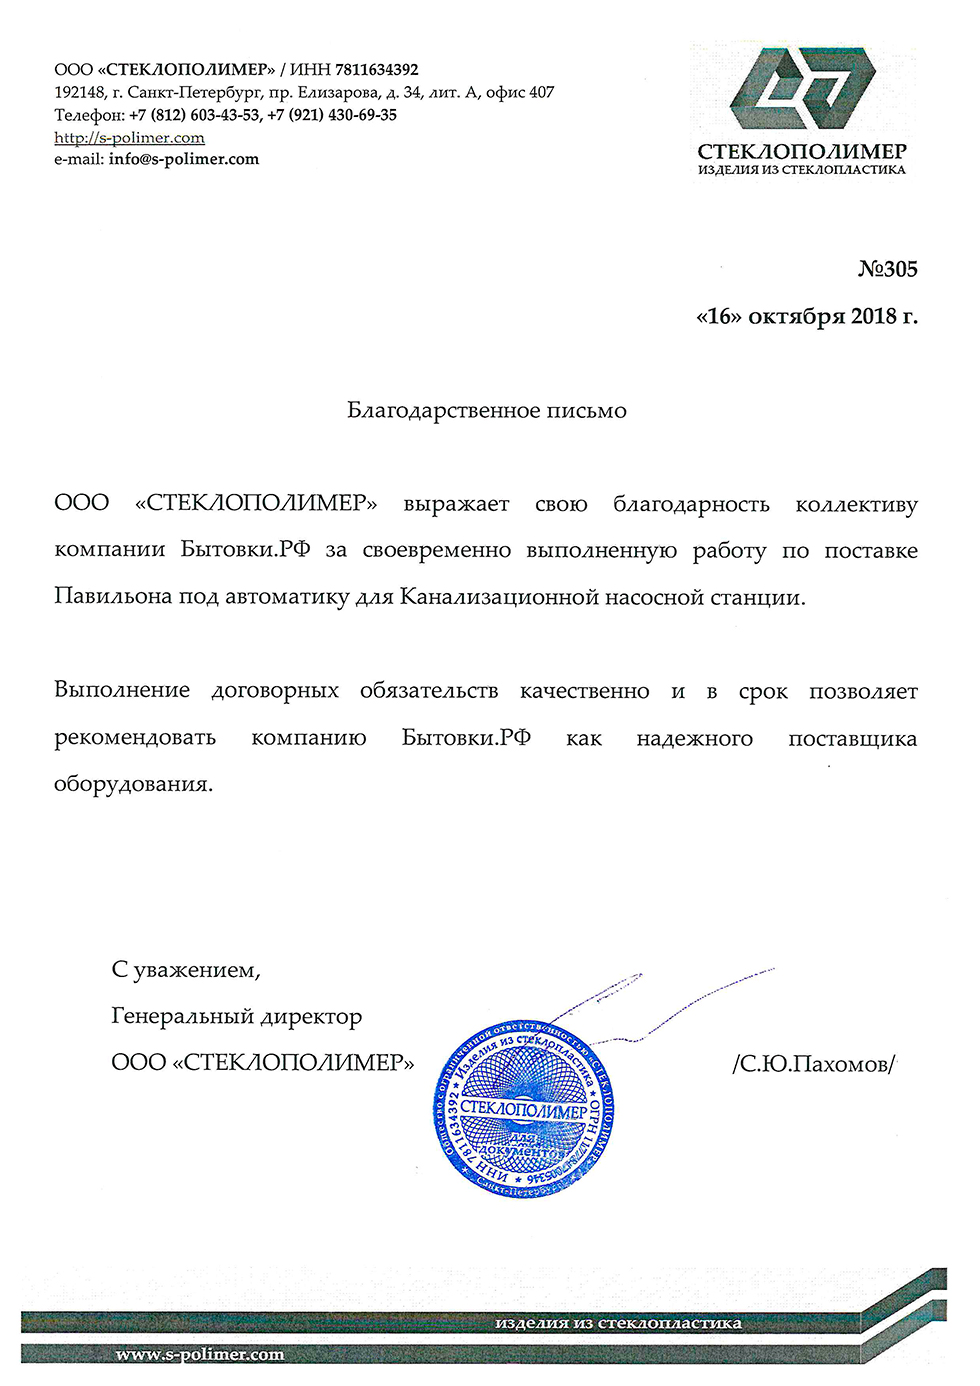 ООО «СТЕКЛОПОЛИМЕР» / ИНН 7811634392
192148, г. Санкт-Петербург, пр. Елизарова, д. 34, лит. А, офис 407
Телефон: +7 (812) 603-43-53, +7 (921) 430-69-35
http://s-polimer.com
e-mail: info@s-polimer.com
СТЕКЛОПОЛИМЕР
ИЗДЕЛИЯ ИЗ СТЕКЛОПЛАСТИКА
№305
«16» октября 2018 г.
Благодарственное письмо
ООО «СТЕКЛОПОЛИМЕР» выражает свою благодарность коллективу
компании Бытовки.РФ за своевременно выполненную работу по поставке
Павильона под автоматику для Канализационной насосной станции.
Выполнение договорных обязательств качественно и в срок позволяет
рекомендовать компанию Бытовки.РФ как надежного поставщика
оборудования.
С уважением,
Генеральный директор
ООО «СТЕКЛОПОЛИМЕР»
/С.Ю.Пахомов/
Общество с ограниченной ответственностью «СТЕКЛОПОЛИМЕР»
Санкт-Петербург
ИНН 7811634392 * Изделия из стеклопластика * ОГРН
СТЕКЛОПОЛИМЕР
для
документов
изделия из стеклопластика
www.s-polimer.com